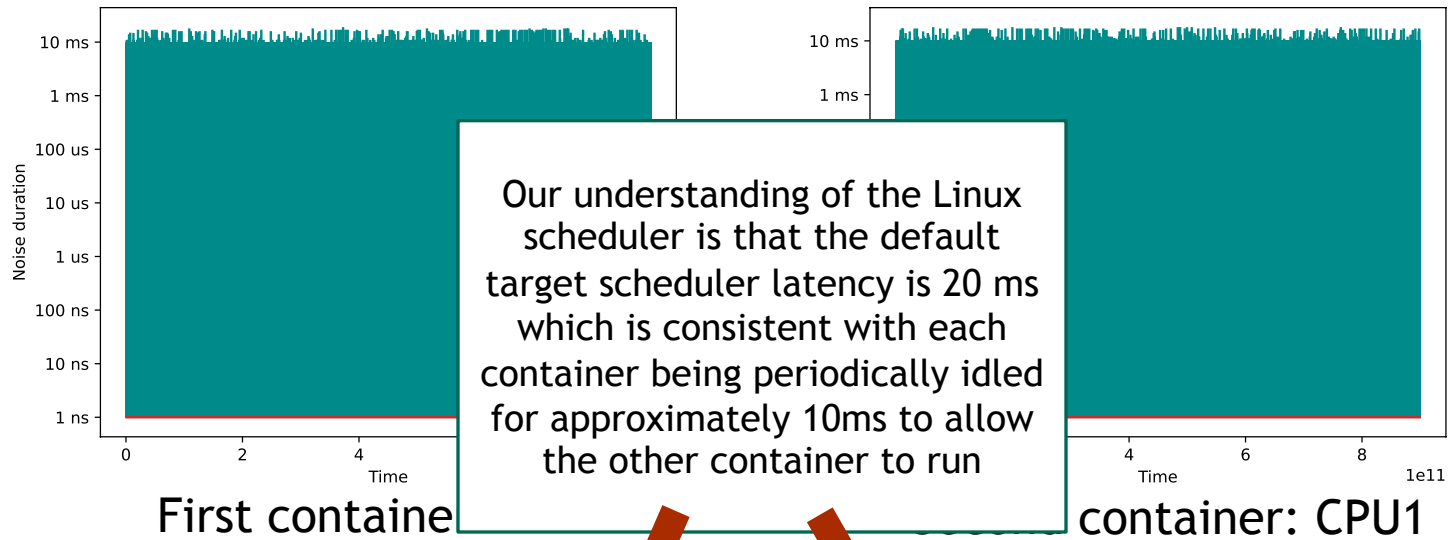 10 ms
1 ms
100 us
10 us
1 us
100 ns
10 ns
1 ns
Noise duration
0 2 4
Time
First containe
10 ms
1 ms
4 6 8
Time
1e11
container: CPU1
Our understanding of the Linux
scheduler is that the default
target scheduler latency is 20 ms
which is consistent with each
container being periodically idled
for approximately 10ms to allow
the other container to run